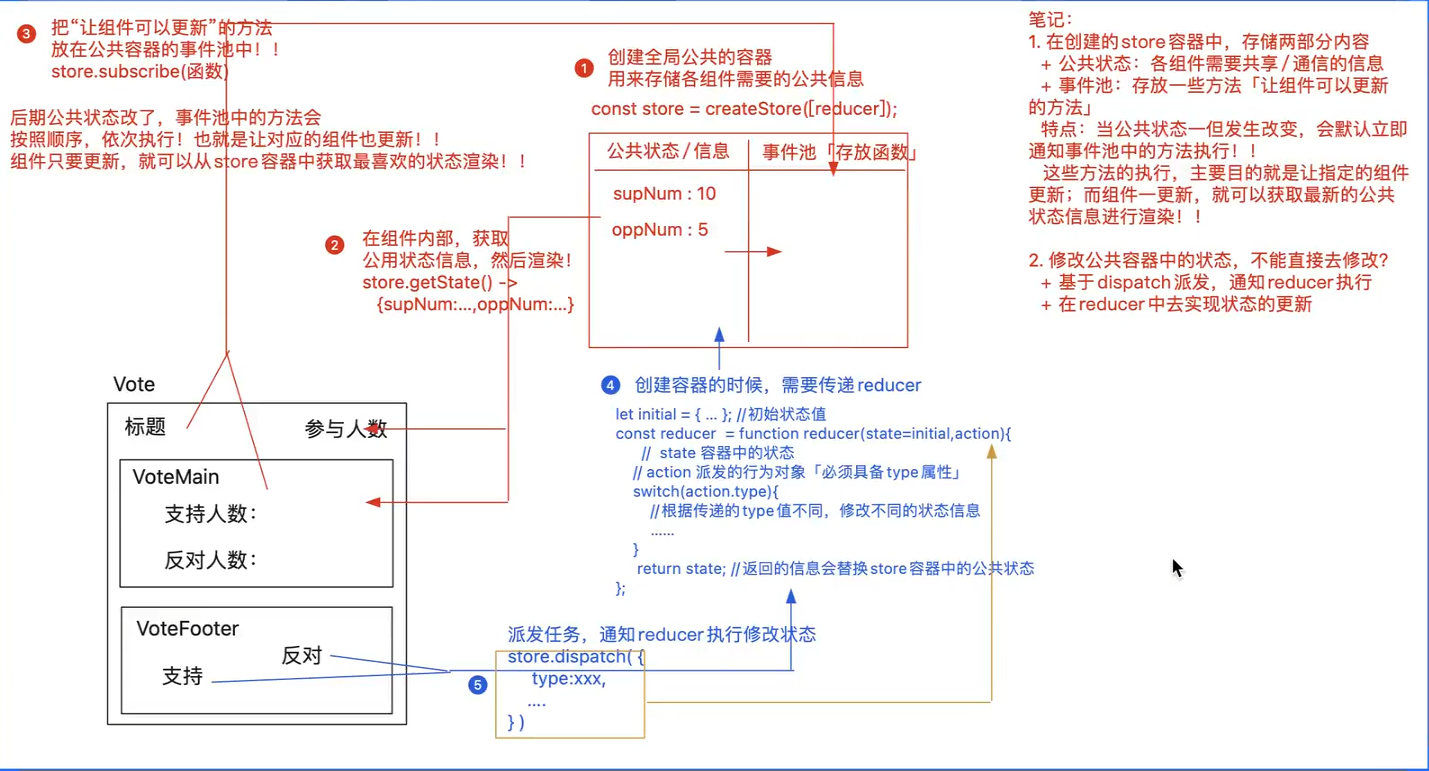 3 把“让组件可以更新”的方法
放在公共容器的事件池中！！
store.subscribe(函数)
后期公共状态改了，事件池中的方法会
按照顺序，依次执行！也就是让对应的组件也更新！！
组件只要更新，就可以从store容器中获取最喜欢的状态渲染！！
1 创建全局公共的容器
用来存储各组件需要的公共信息
const store = createStore([reducer]);
公共状态/信息 事件池「存放函数」
supNum : 10
oppNum : 5
2 在组件内部，获取
公用状态信息，然后渲染！
store.getState() ->
{supNum:...,oppNum:...}
Vote
标题 参与人数
VoteMain
支持人数：
反对人数：
VoteFooter
反对
支持
4 创建容器的时候，需要传递reducer
let initial = { ... }; //初始状态值
const reducer = function reducer(state=initial,action){
// state 容器中的状态
// action 派发的行为对象「必须具备type属性」
switch(action.type){
//根据传递的type值不同，修改不同的状态信息
......
}
return state; //返回的信息会替换store容器中的公共状态
};
派发任务，通知reducer执行修改状态
5 store.dispatch( {
type:xxx,
....
} )
笔记：
1. 在创建的store容器中，存储两部分内容
+ 公共状态：各组件需要共享/通信的信息
+ 事件池：存放一些方法「让组件可以更新
的方法」
特点：当公共状态一但发生改变，会默认立即
通知事件池中的方法执行！！
这些方法的执行，主要目的就是让指定的组件
更新；而组件一更新，就可以获取最新的公共
状态信息进行渲染！！
2. 修改公共容器中的状态，不能直接去修改？
+ 基于dispatch派发，通知reducer执行
+ 在reducer中去实现状态的更新